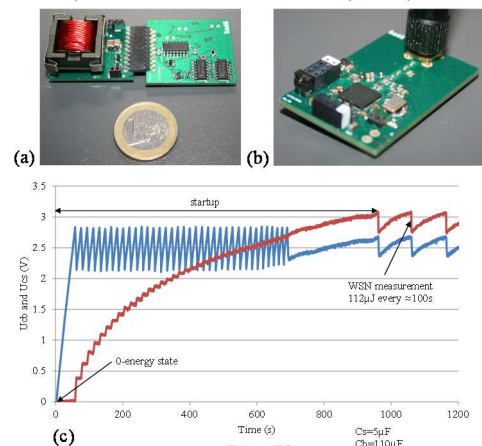 (a)
(b)
3.5
3
2.5
2
1.5
1
0.5
0
Ucb and Ucs (V)
startup
WSN measurement
112µJ every ≈100s
0-energy state
0
200
400
600
800
1000
1200
Time (s)
(c)
Cs=5µF
Cb=110µF